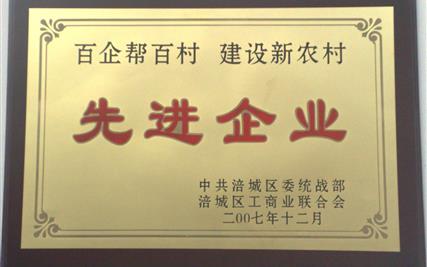 百企帮百村 建设新农村
先进企业
中共涪城区委统战部
涪城区工商业联合会
二00七年十二月